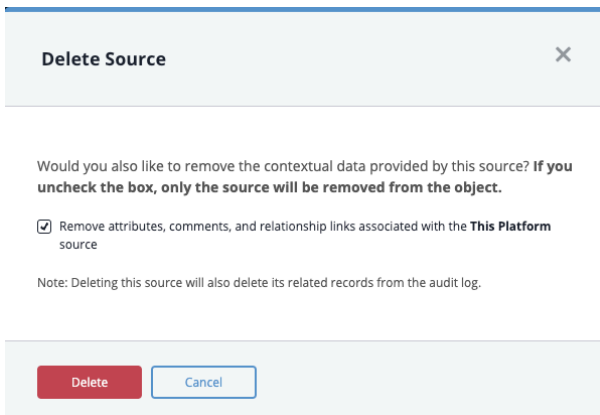 Delete Source
Would you also like to remove the contextual data provided by this source? If you
uncheck the box, only the source will be removed from the object.
Remove attributes, comments, and relationship links associated with the This Platform
source
Note: Deleting this source will also delete its related records from the audit log.
Delete
Cancel